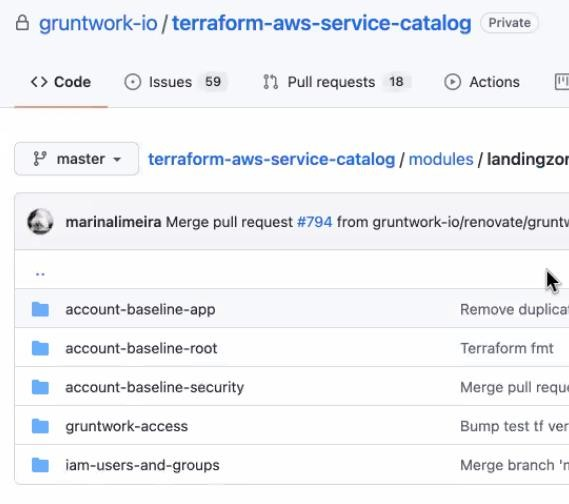 gruntwork-io / terraform-aws-service-catalog Private
Code Issues 59 Pull requests 18 Actions
master terraform-aws-service-catalog / modules / landingzo
marinalimeira Merge pull request #794 from gruntwork-io/renovate/gruntw
..
account-baseline-app Remove duplica
account-baseline-root Terraform fmt
account-baseline-security Merge pull reque
gruntwork-access Bump test tf ver
iam-users-and-groups Merge branch 'm